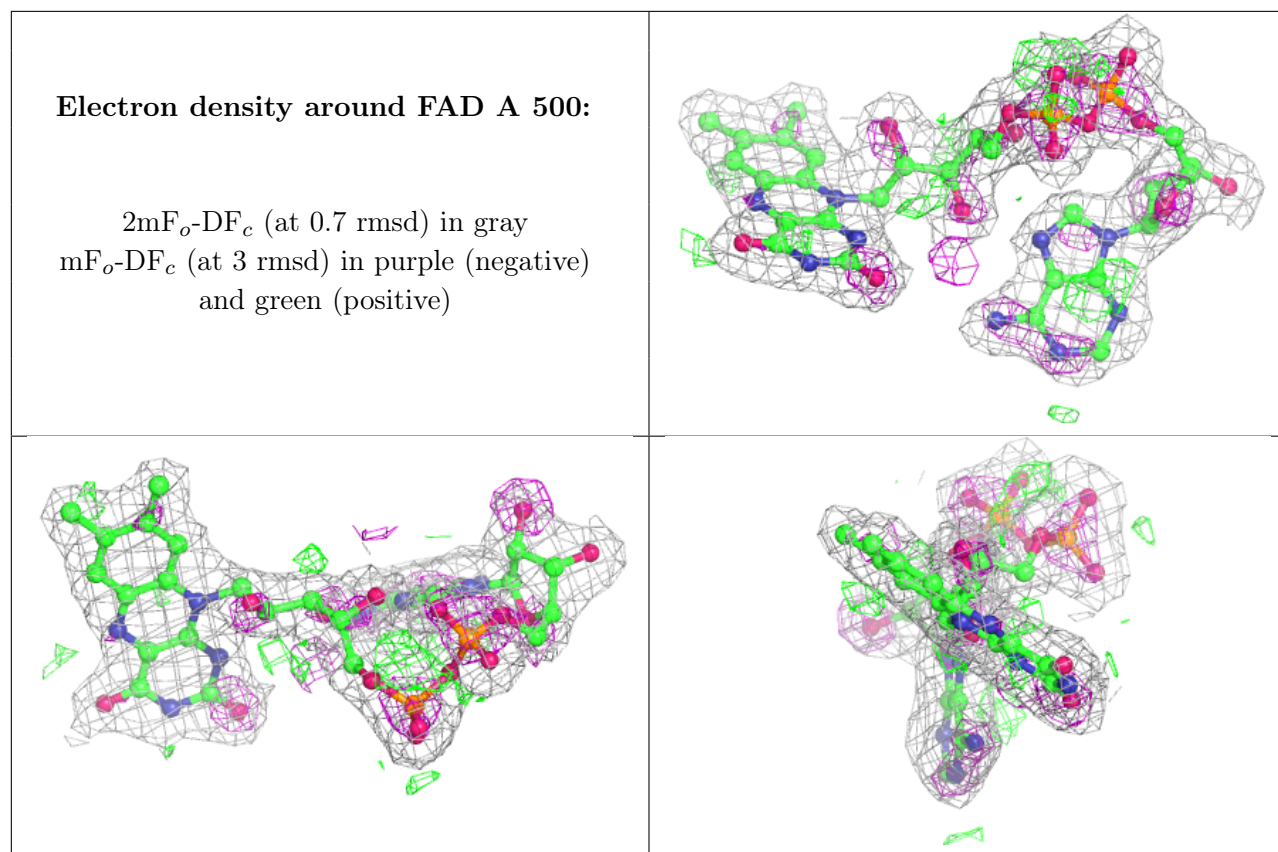 Electron density around FAD A 500:
2mFo-DFc (at 0.7 rmsd) in gray
mFo-DFc (at 3 rmsd) in purple (negative)
and green (positive)